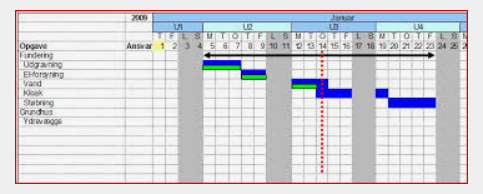 2009 Januar
U1 U2 U3 U4
T F L S M T O T F L S M T O T F L S M T O T F L S
Opgave Ansvar 1 2 3 4 5 6 7 8 9 10 11 12 13 14 15 16 17 18 19 20 21 22 23 24 25
Fundering
Udgravning
El-forsyning
Vand
Kloak
Støbning
Grundhus
Ydrevægge